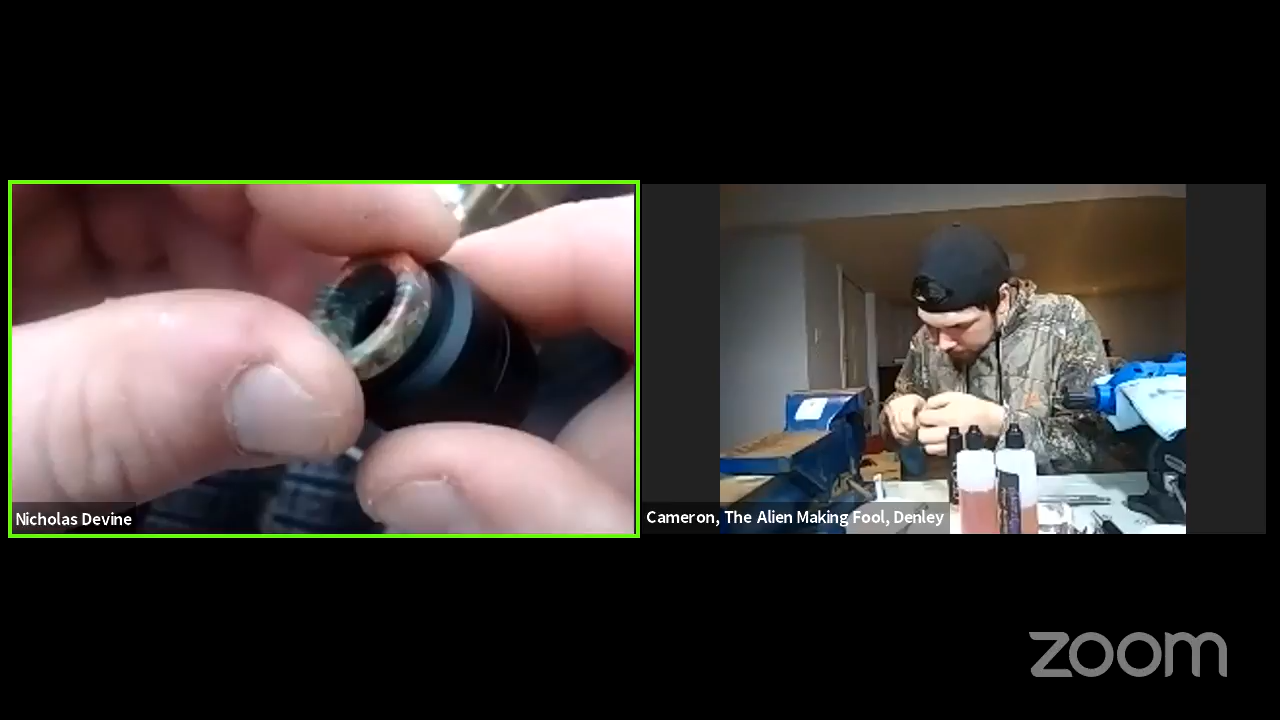 Nicholas Devine
Cameron, The Alien Making Fool, Denley
zoom